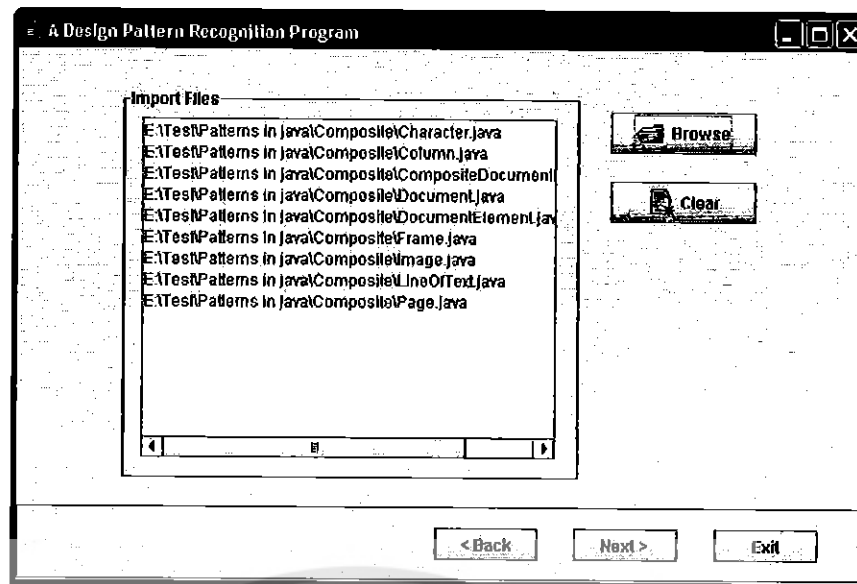 A Design Pattern Recognition Program
Import Files
E:\Test\Patterns in java\Composite\Character.java
E:\Test\Patterns in java\Composite\Column.java
E:\Test\Patterns in java\Composite\CompositeDocument
E:\Test\Patterns in java\Composite\Document.java
E:\Test\Patterns in java\Composite\DocumentElement.jav
E:\Test\Patterns in java\Composite\Frame.java
E:\Test\Patterns in java\Composite\Image.java
E:\Test\Patterns in java\Composite\LineOfText.java
E:\Test\Patterns in java\Composite\Page.java
Browse
Clear
< Back
Next >
Exit